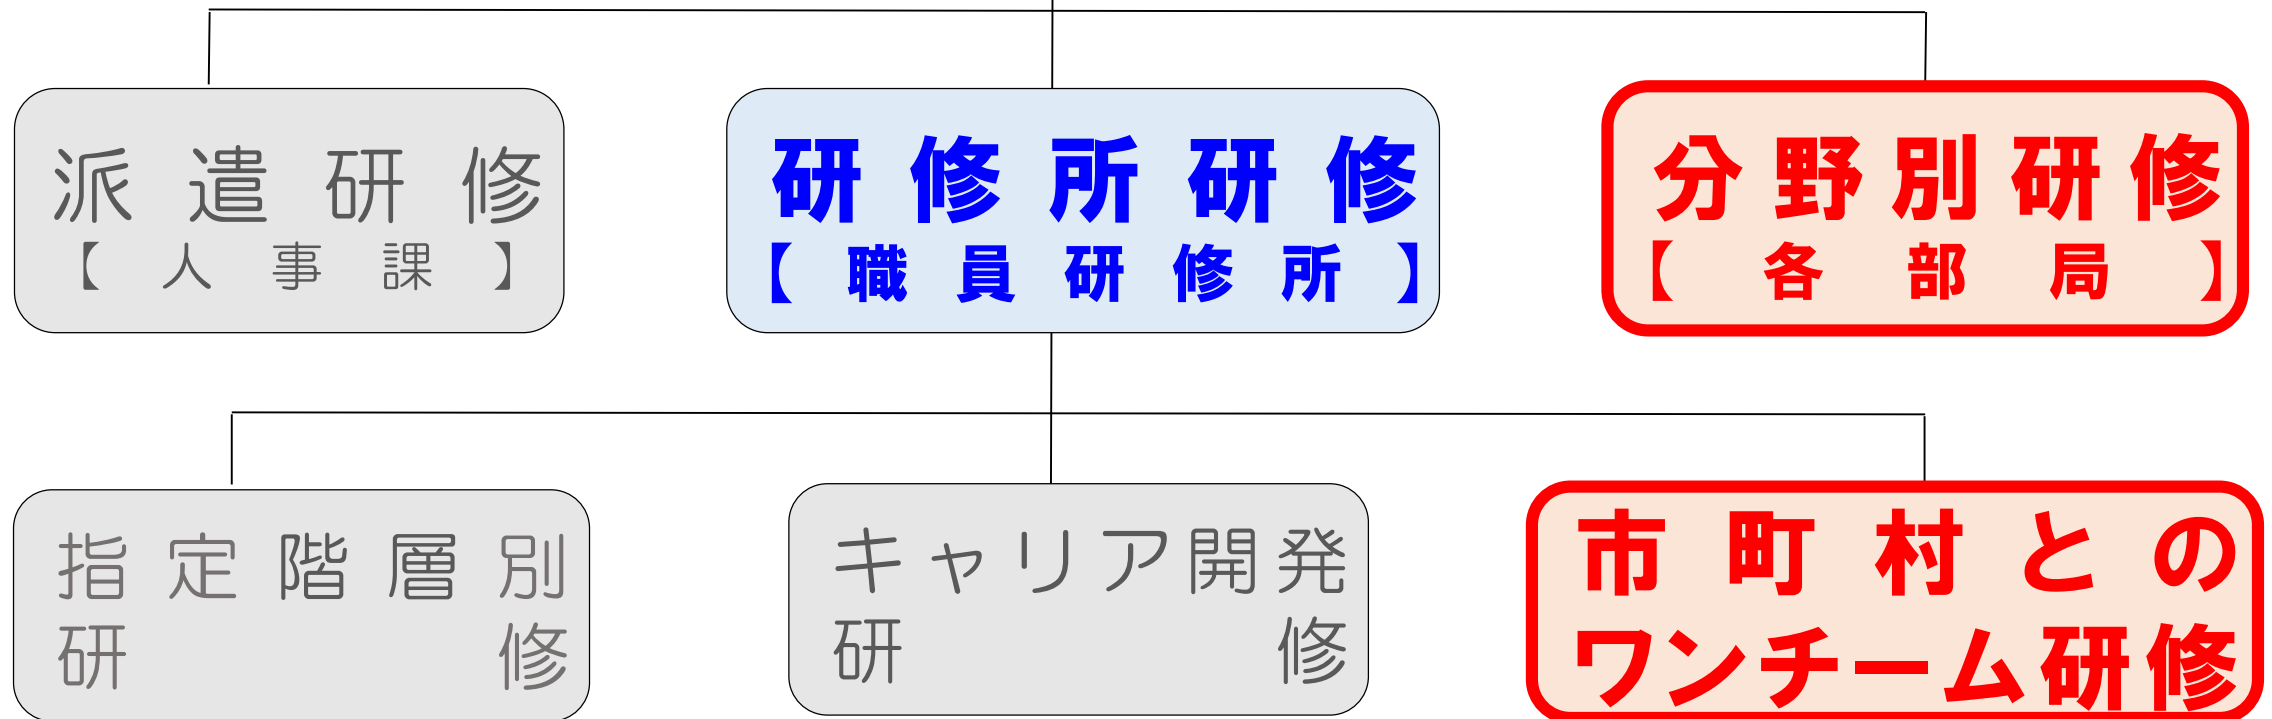 派遣研修
【人事課】
研修所研修
【職員研修所】
分野別研修
【各部局】
指定階層別
研修
キャリア開発
研修
市町村との
ワンチーム研修